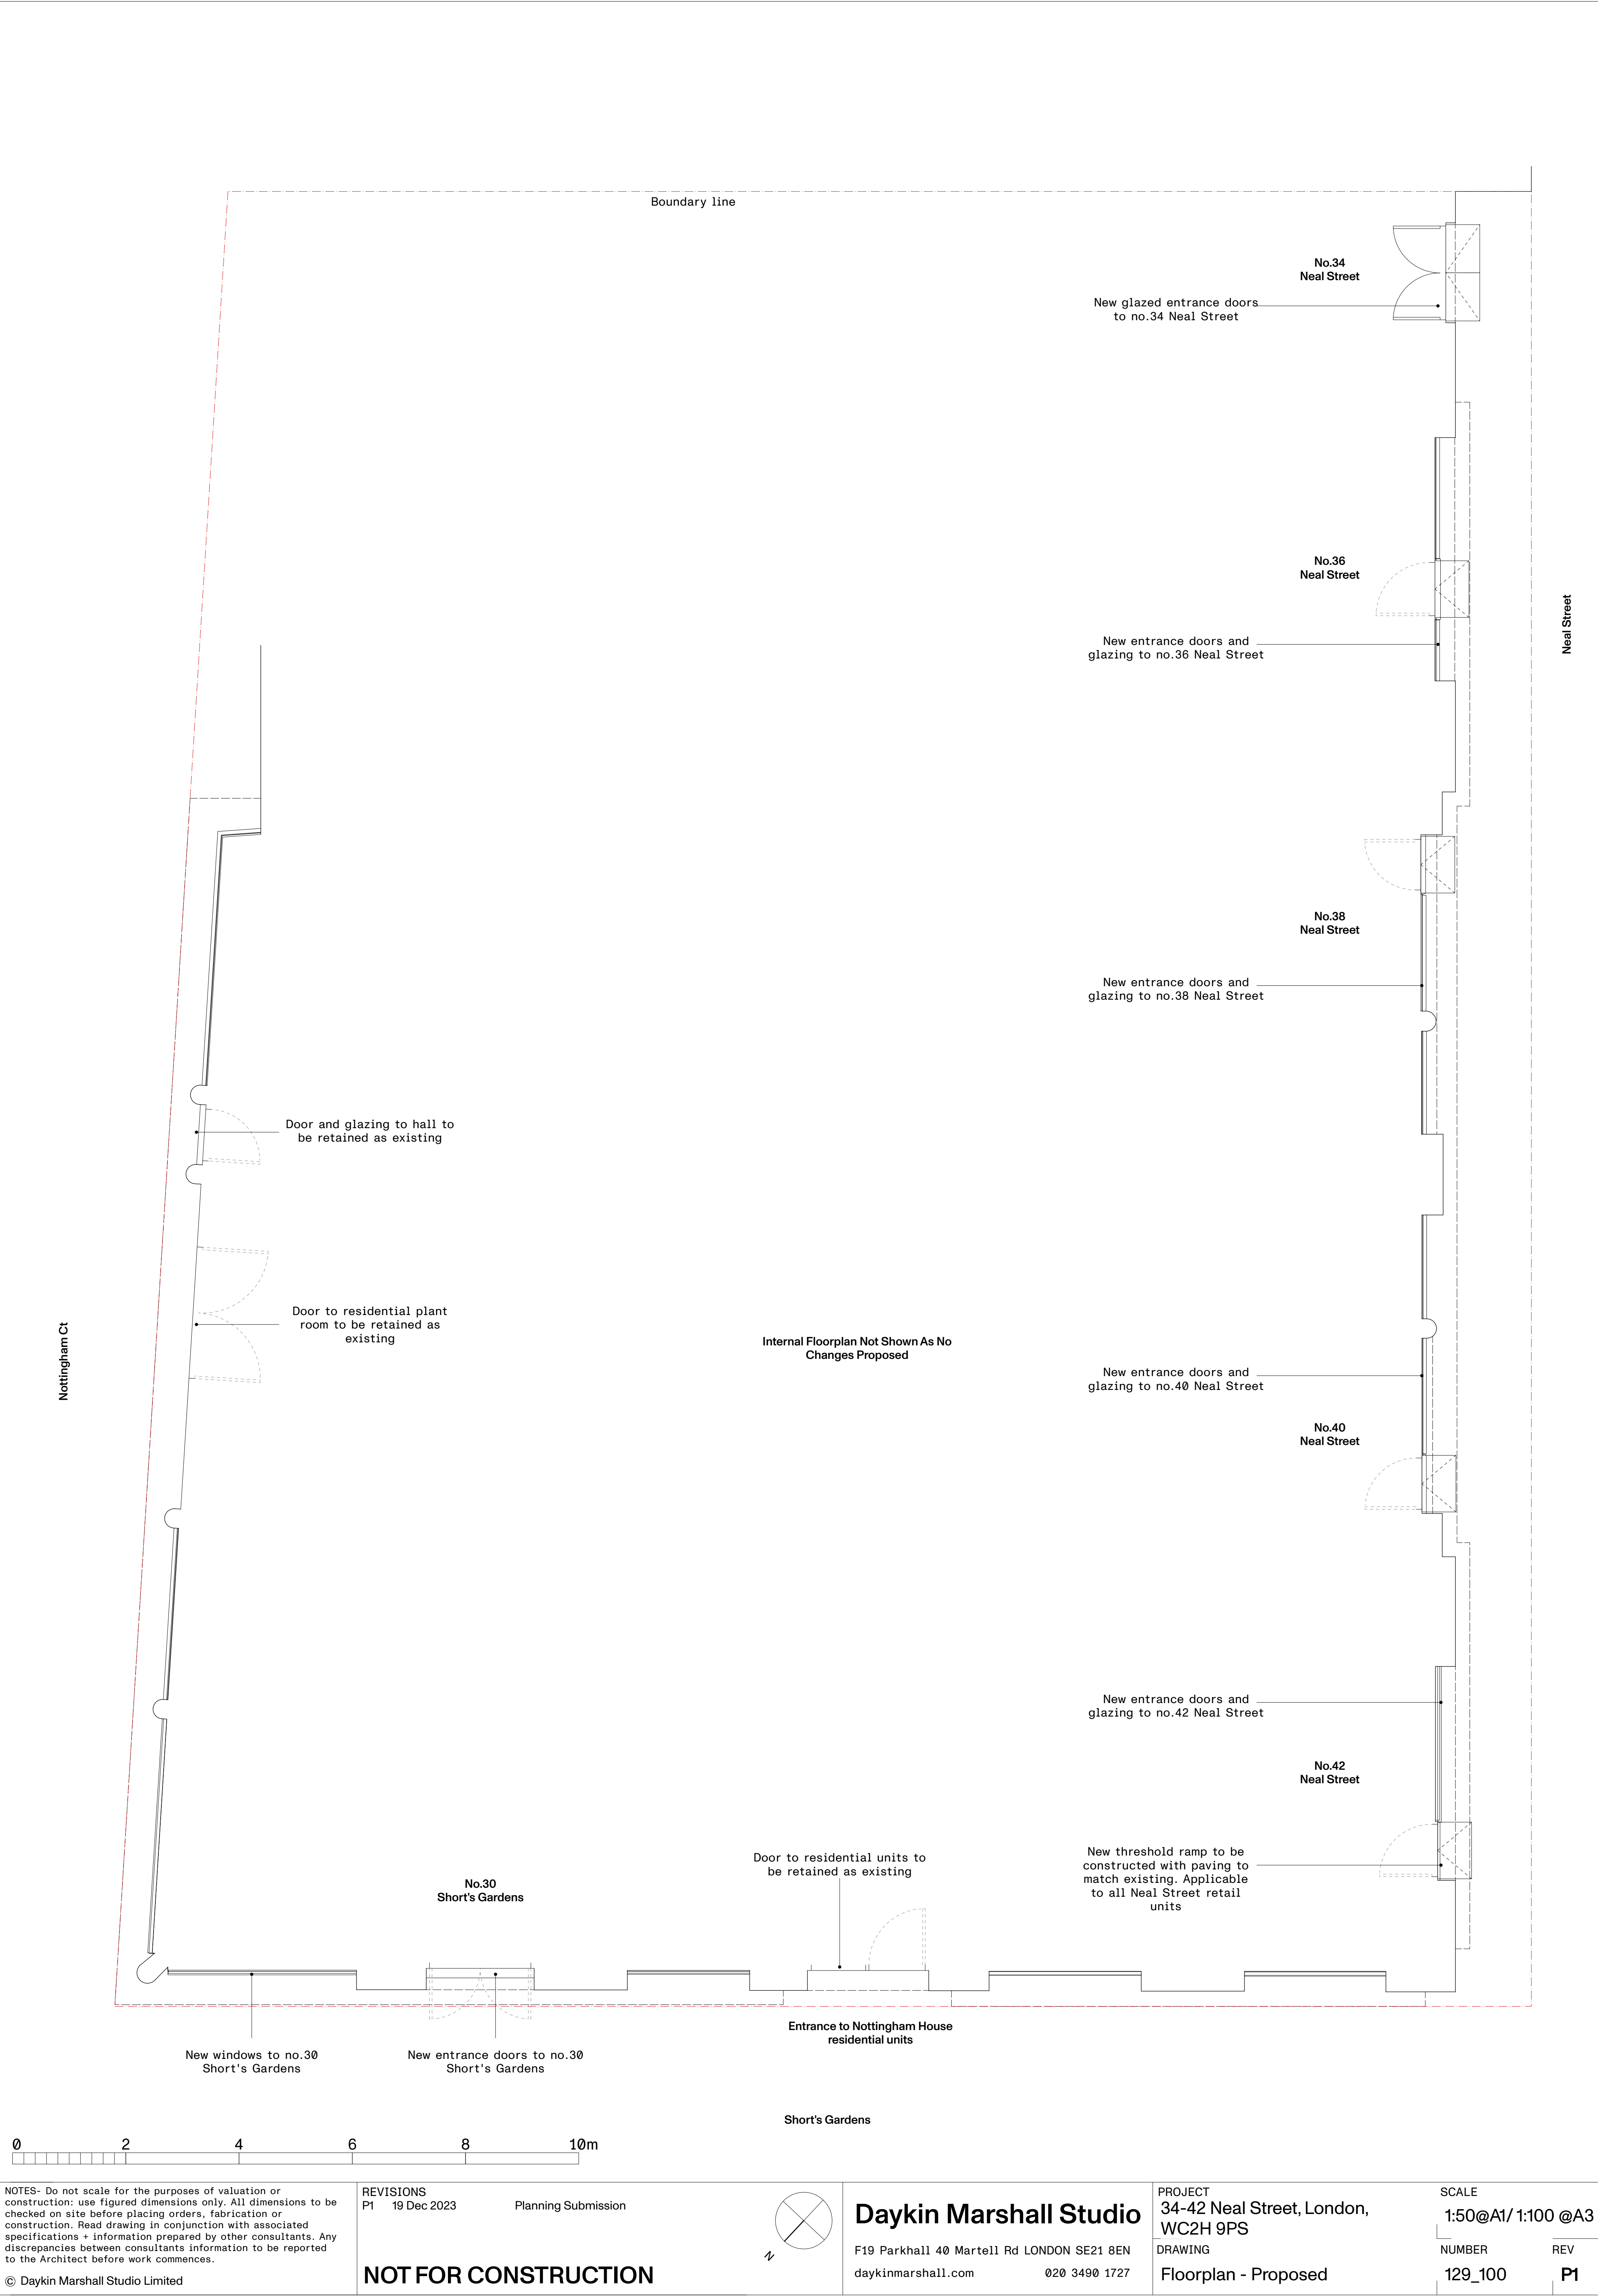 Boundary line
No.34
Neal Street
New glazed entrance doors
to no.34 Neal Street
No.36
Neal Street
Neal Street
New entrance doors and
glazing to no.36 Neal Street
No.38
Neal Street
New entrance doors and
glazing to no.38 Neal Street
Door and glazing to hall to
be retained as existing
Door to residential plant
room to be retained as
existing
Nottingham Ct
Internal Floorplan Not Shown As No
Changes Proposed
New entrance doors and
glazing to no.40 Neal Street
No.40
Neal Street
New entrance doors and
glazing to no.42 Neal Street
No.42
Neal Street
New threshold ramp to be
constructed with paving to
match existing. Applicable
to all Neal Street retail
units
Door to residential units to
be retained as existing
No.30
Short's Gardens
Entrance to Nottingham House
residential units
New windows to no.30
Short's Gardens
New entrance doors to no.30
Short's Gardens
Short's Gardens
0 2 4 6 8 10m
NOTES- Do not scale for the purposes of valuation or
construction: use figured dimensions only. All dimensions to be
checked on site before placing orders, fabrication or
construction. Read drawing in conjunction with associated
specifications + information prepared by other consultants. Any
discrepancies between consultants information to be reported
to the Architect before work commences.
© Daykin Marshall Studio Limited
REVISIONS
P1 19 Dec 2023 Planning Submission
NOT FOR CONSTRUCTION
N
Daykin Marshall Studio
F19 Parkhall 40 Martell Rd LONDON SE21 8EN
daykinmarshall.com 020 3490 1727
PROJECT
34-42 Neal Street, London,
WC2H 9PS
DRAWING
Floorplan - Proposed
SCALE
1:50@A1/ 1:100 @A3
NUMBER REV
129_100 P1